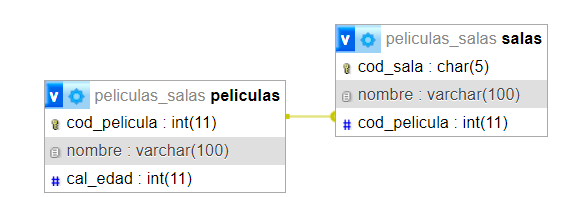 v peliculas_salas salas
cod_sala : char(5)
nombre : varchar(100)
# cod_pelicula : int(11)
v peliculas_salas peliculas
cod_pelicula : int(11)
nombre : varchar(100)
# cal_edad : int(11)